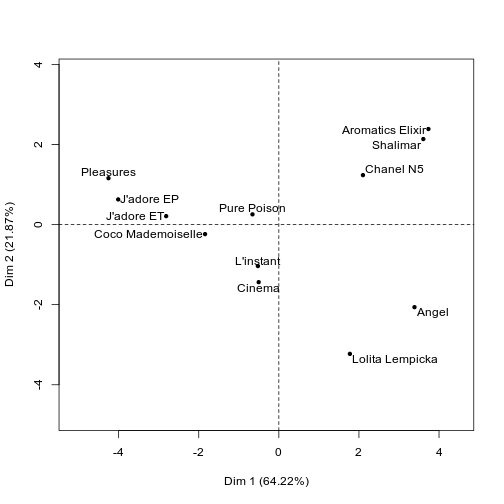 4
Aromatics Elixir
Shalimar
2
Chanel N5
Pleasures
J'adore EP
Pure Poison
J'adore ET
0
Coco Mademoiselle
L'instant
Cinéma
-2
Angel
Lolita Lempicka
-4
Dim 2 (21.87%)
-4 -2 0 2 4
Dim 1 (64.22%)